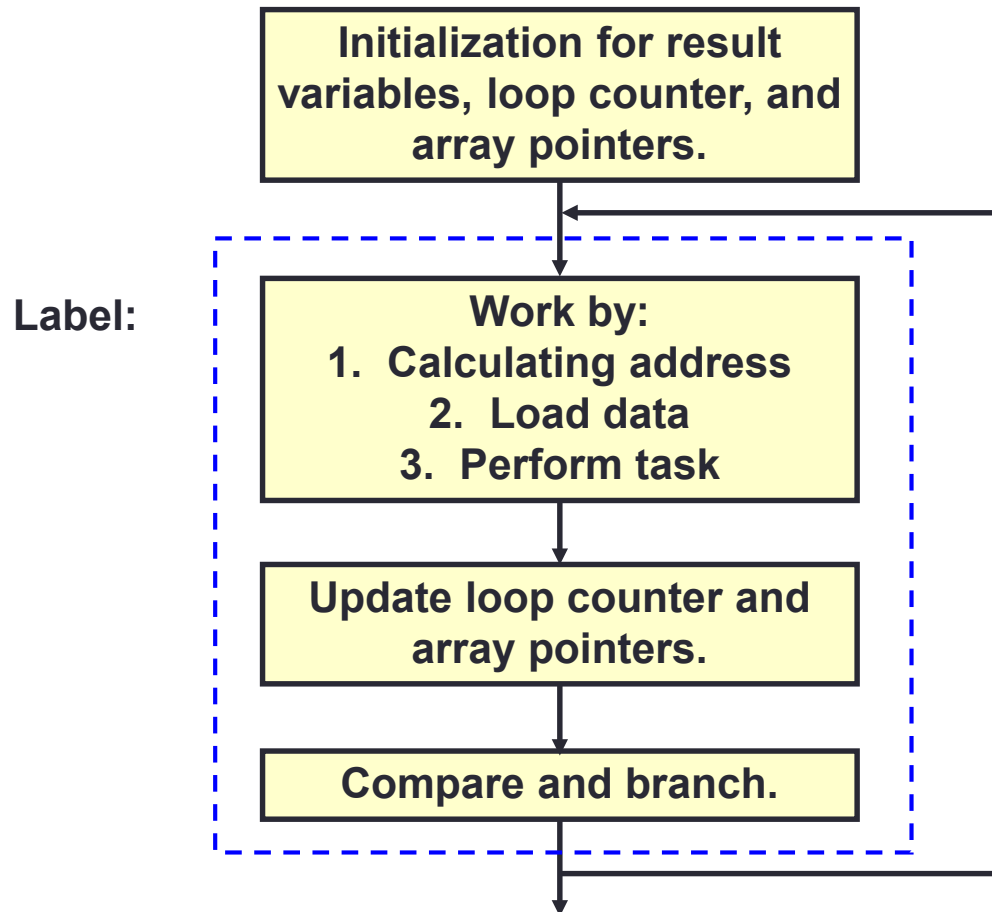 Initialization for result
variables, loop counter, and
array pointers.
Label:
Work by:
1. Calculating address
2. Load data
3. Perform task
Update loop counter and
array pointers.
Compare and branch.